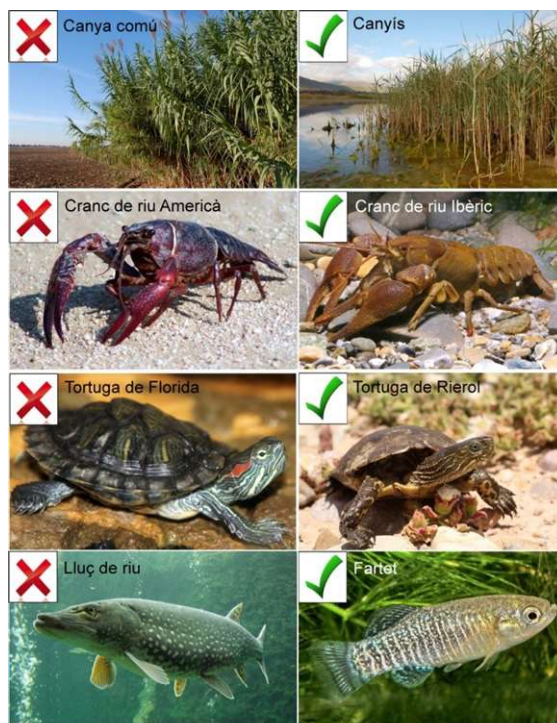 Canya comú
Canyís
Cranc de riu Americà
Cranc de riu Ibèric
Tortuga de Florida
Tortuga de Rierol
Lluç de riu
Fartet